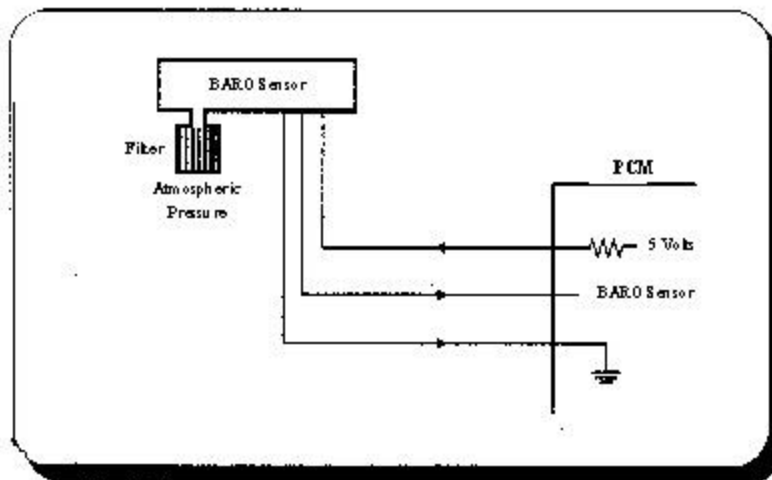 BARO Sensor
Filter
Atmospheric
Pressure
PCM
5 Volts
BARO Sensor